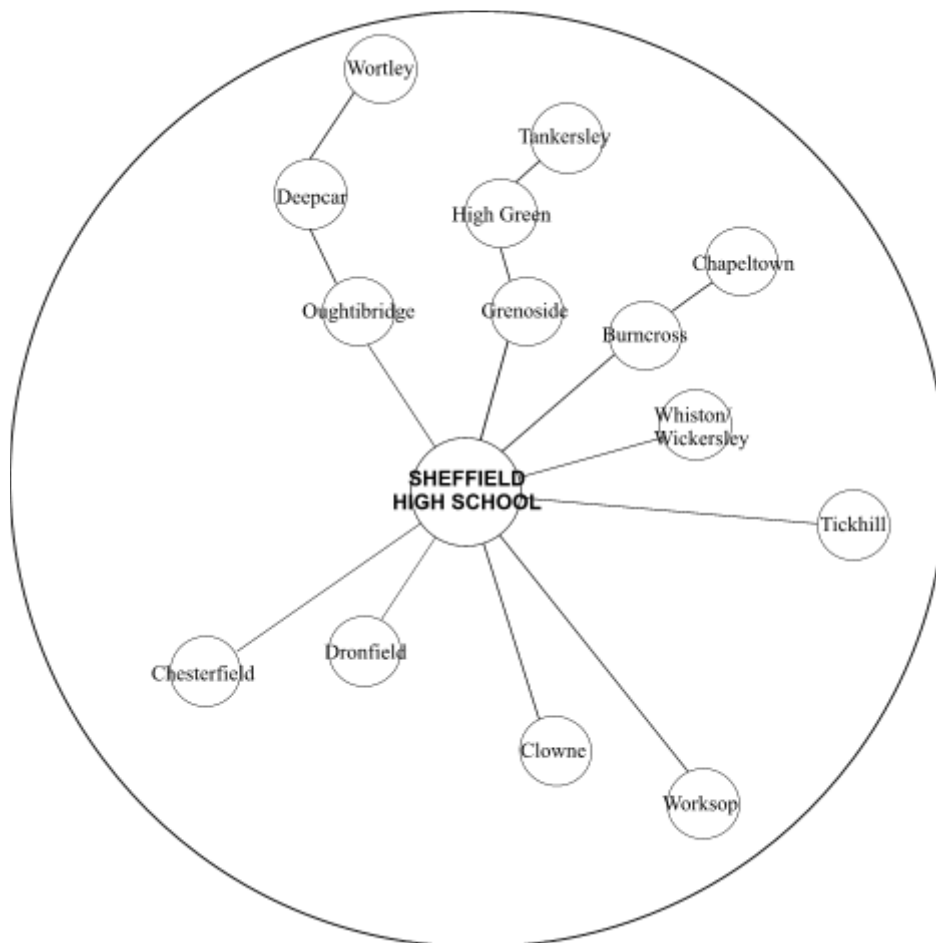 Wortley
Tankersley
Deepcar
High Green
Chapeltown
Oughtibridge
Grenoside
Burncross
Whiston/
Wickersley
SHEFFIELD
HIGH SCHOOL
Tickhill
Dronfield
Chesterfield
Clowne
Worksop